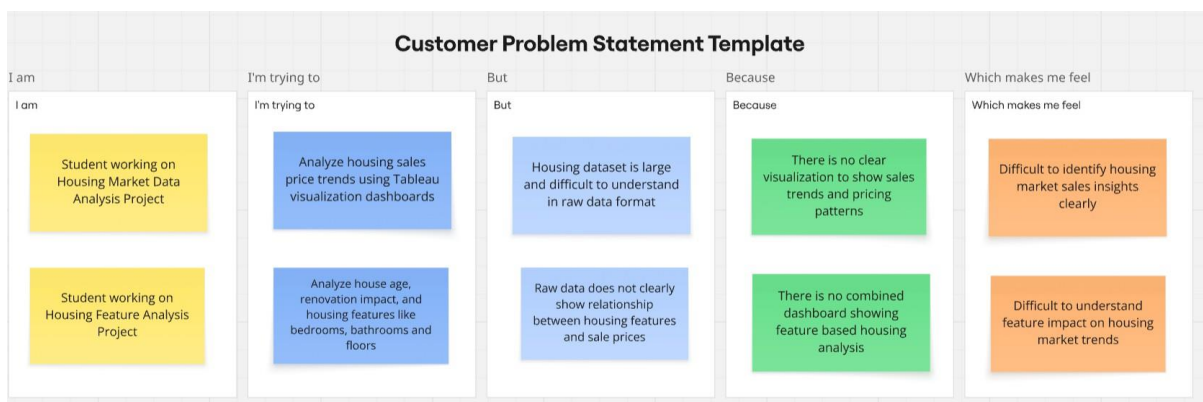 Customer Problem Statement Template
I am
I'm trying to
But
Because
Which makes me feel
I am
I'm trying to
But
Because
Which makes me feel
Student working on
Housing Market Data
Analysis Project
Analyze housing sales
price trends using Tableau
visualization dashboards
Housing dataset is large
and difficult to understand
in raw data format
There is no clear
visualization to show sales
trends and pricing
patterns
Difficult to identify housing
market sales insights
clearly
Student working on
Housing Feature Analysis
Project
Analyze house age,
renovation impact, and
housing features like
bedrooms, bathrooms and
floors
Raw data does not clearly
show relationship
between housing features
and sale prices
There is no combined
dashboard showing
feature based housing
analysis
Difficult to understand
feature impact on housing
market trends